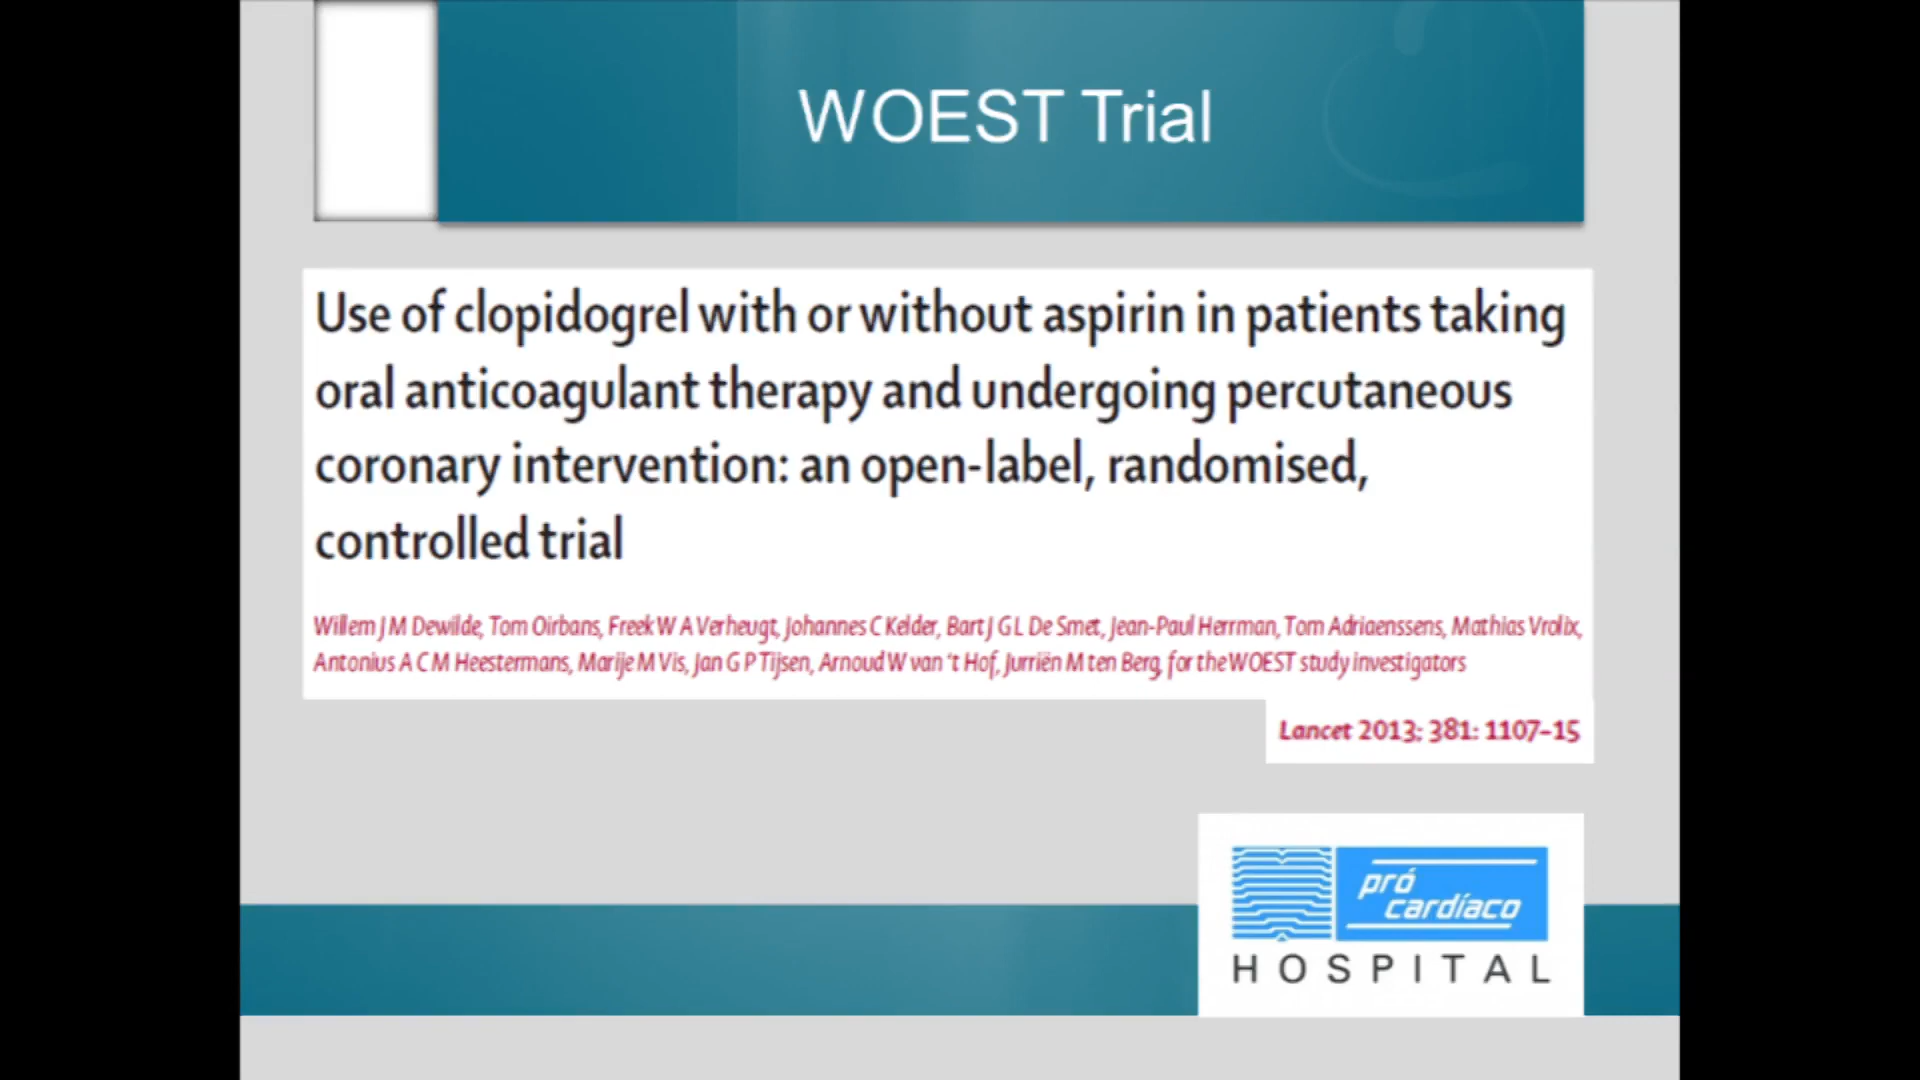 WOEST Trial
Use of clopidogrel with or without aspirin in patients taking
oral anticoagulant therapy and undergoing percutaneous
coronary intervention: an open-label, randomised,
controlled trial
Willem J M Dewilde, Tom Oirbans, Freek W A Verheugt, Johannes C Kelder, Bart J G L De Smet, Jean-Paul Herrman, Tom Adriaenssens, Mathias Vrolix,
Antonius A C M Heestermans, Marije M Vis, Jan G P Tijsen, Arnoud W van 't Hof, Jurriën M ten Berg, for the WOEST study investigators
Lancet 2013; 381: 1107–15
pró
cardíaco
HOSPITAL